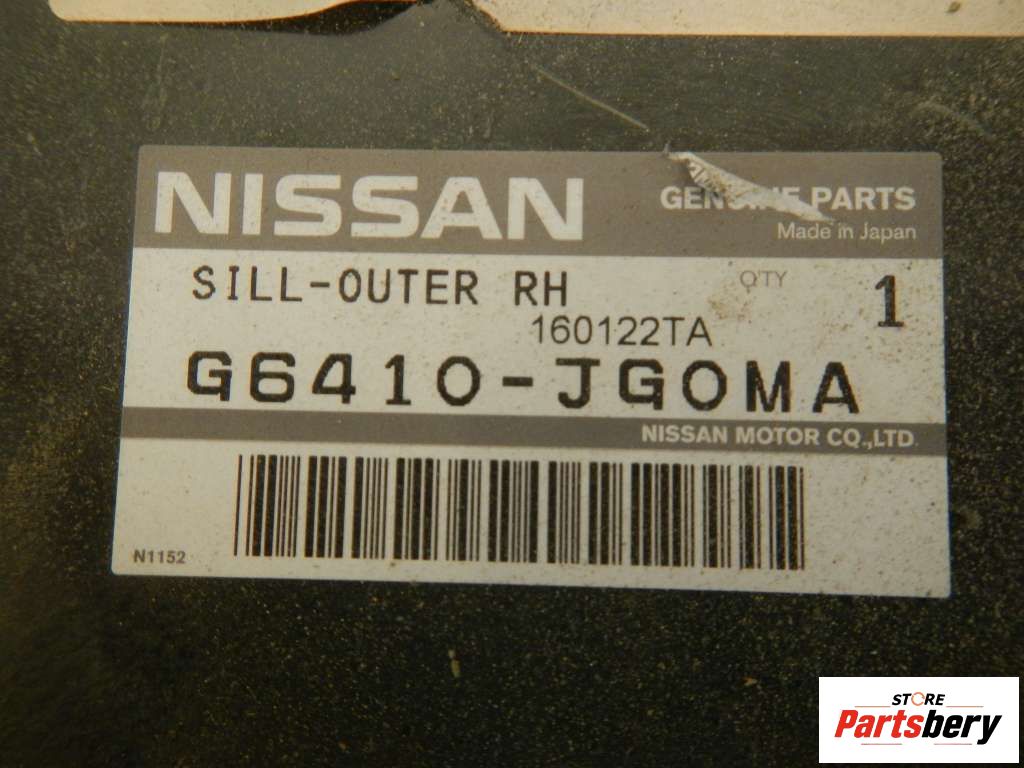 NISSAN
GENUINE PARTS
Made in Japan
SILL-OUTER RH
Q'TY 1
160122TA
G6410-JG0MA
NISSAN MOTOR CO.,LTD.
N1152
STORE
Partsbery